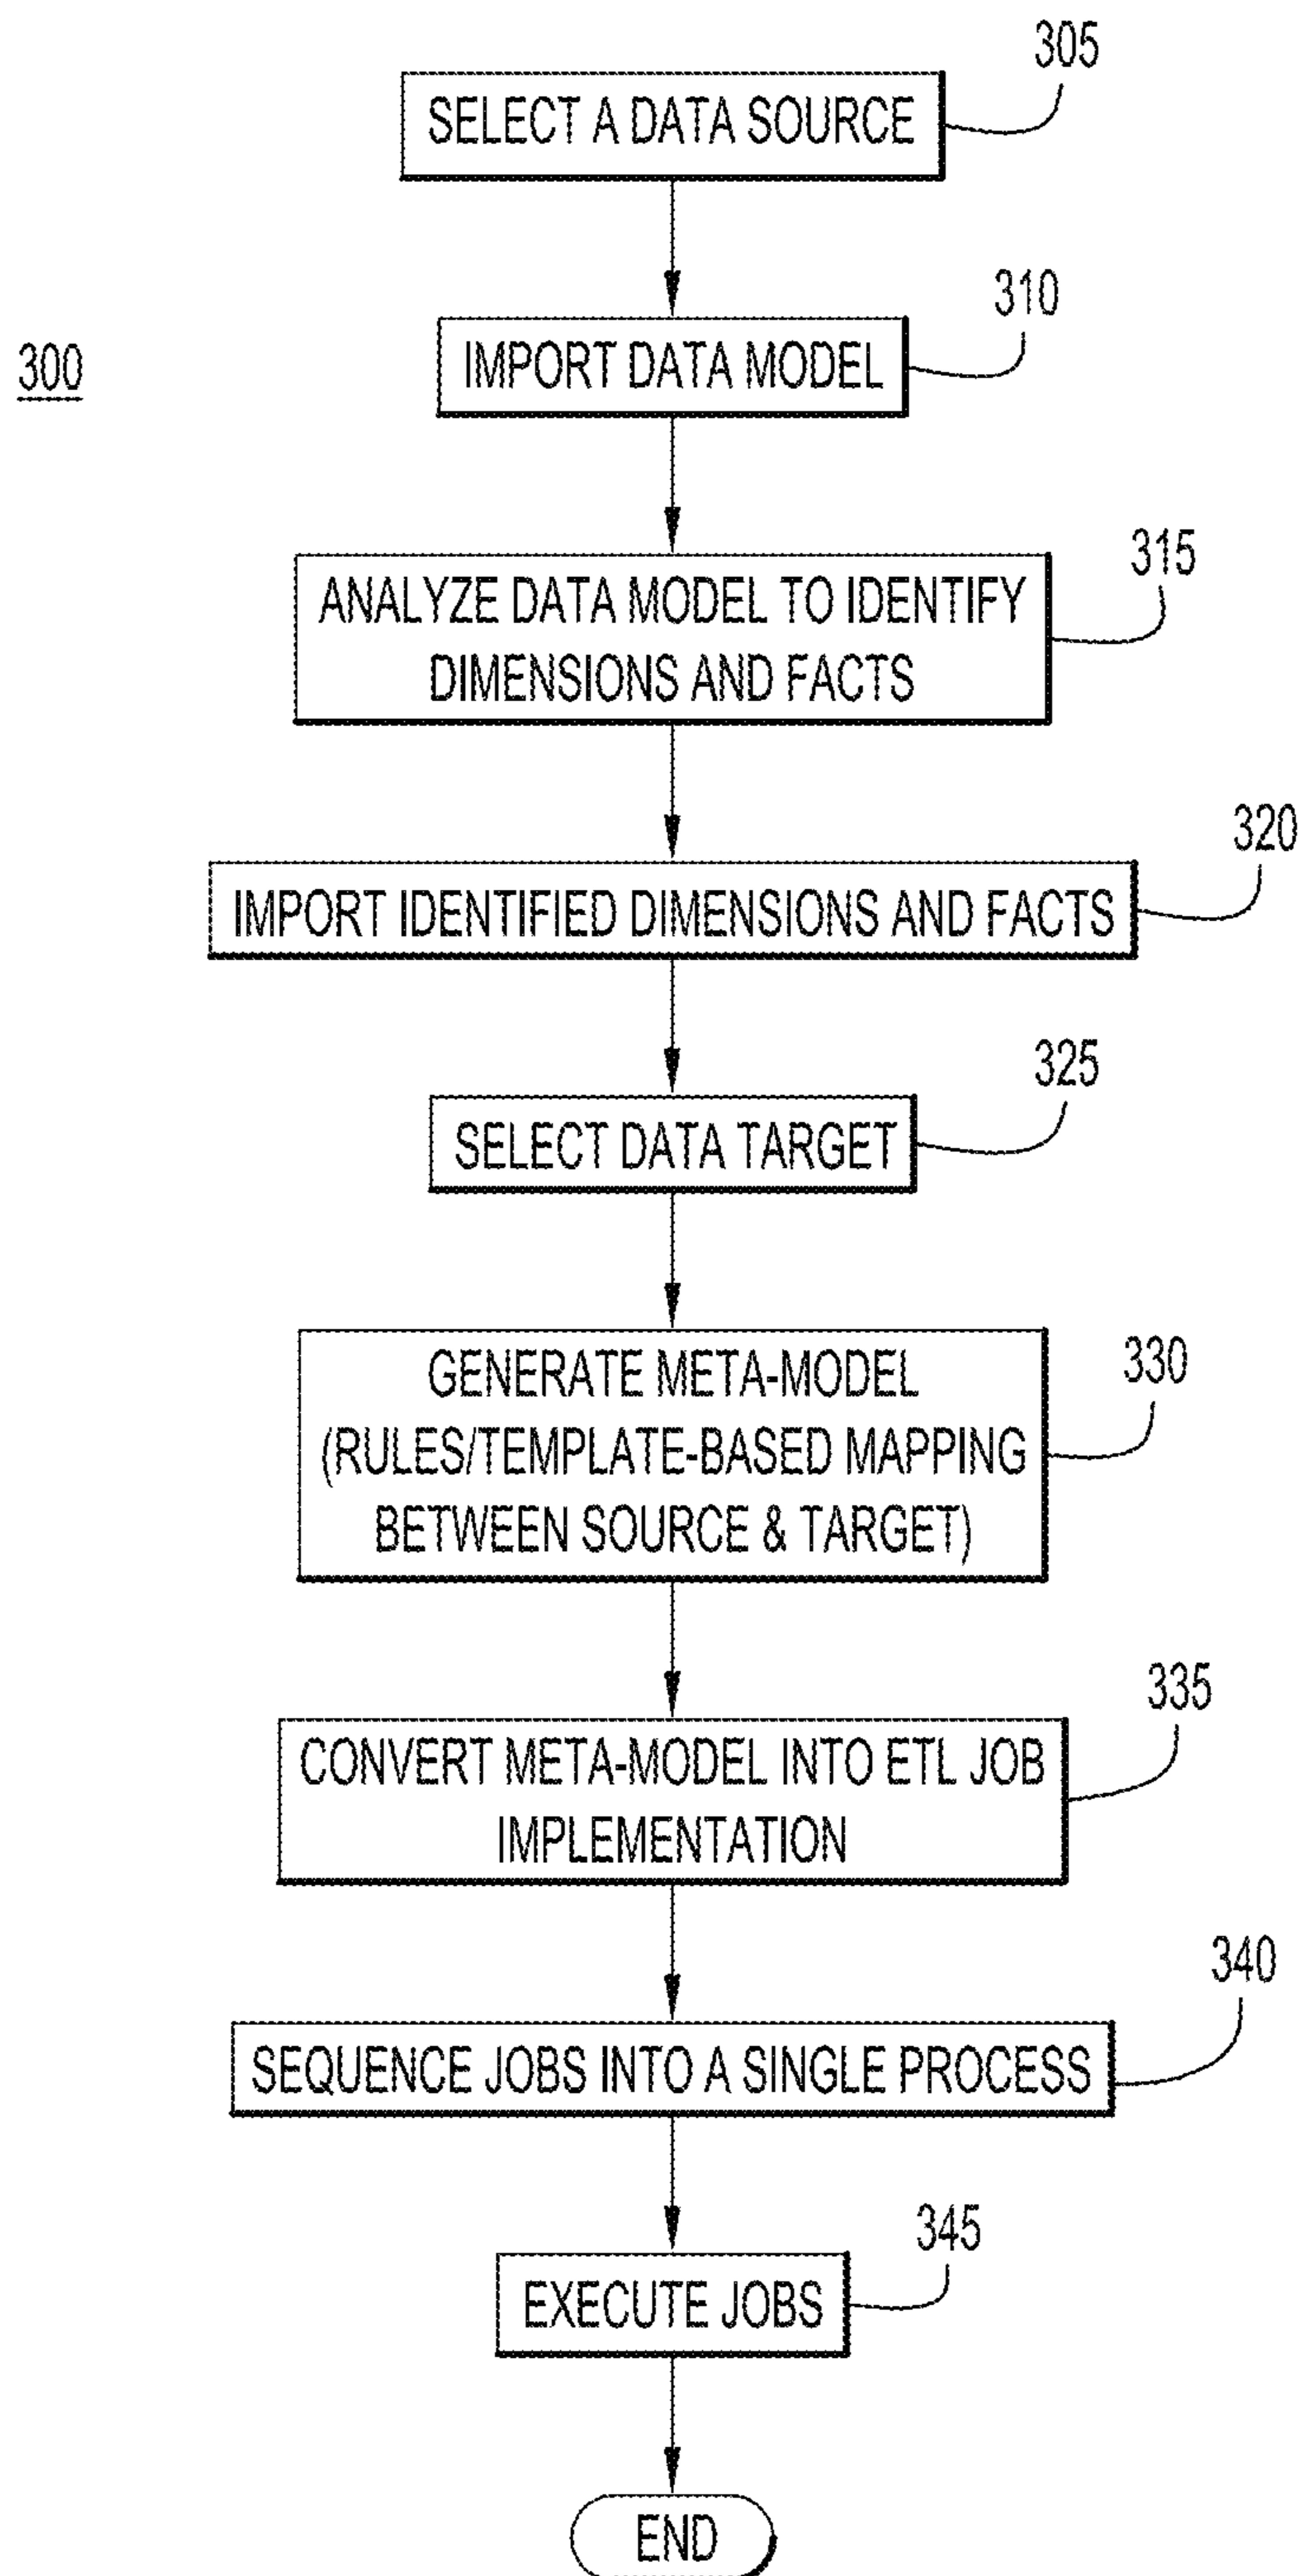 305
SELECT A DATA SOURCE
310
300
IMPORT DATA MODEL
315
ANALYZE DATA MODEL TO IDENTIFY
DIMENSIONS AND FACTS
320
IMPORT IDENTIFIED DIMENSIONS AND FACTS
325
SELECT DATA TARGET
330
GENERATE META-MODEL
(RULES/TEMPLATE-BASED MAPPING
BETWEEN SOURCE & TARGET)
335
CONVERT META-MODEL INTO ETL JOB
IMPLEMENTATION
340
SEQUENCE JOBS INTO A SINGLE PROCESS
345
EXECUTE JOBS
END